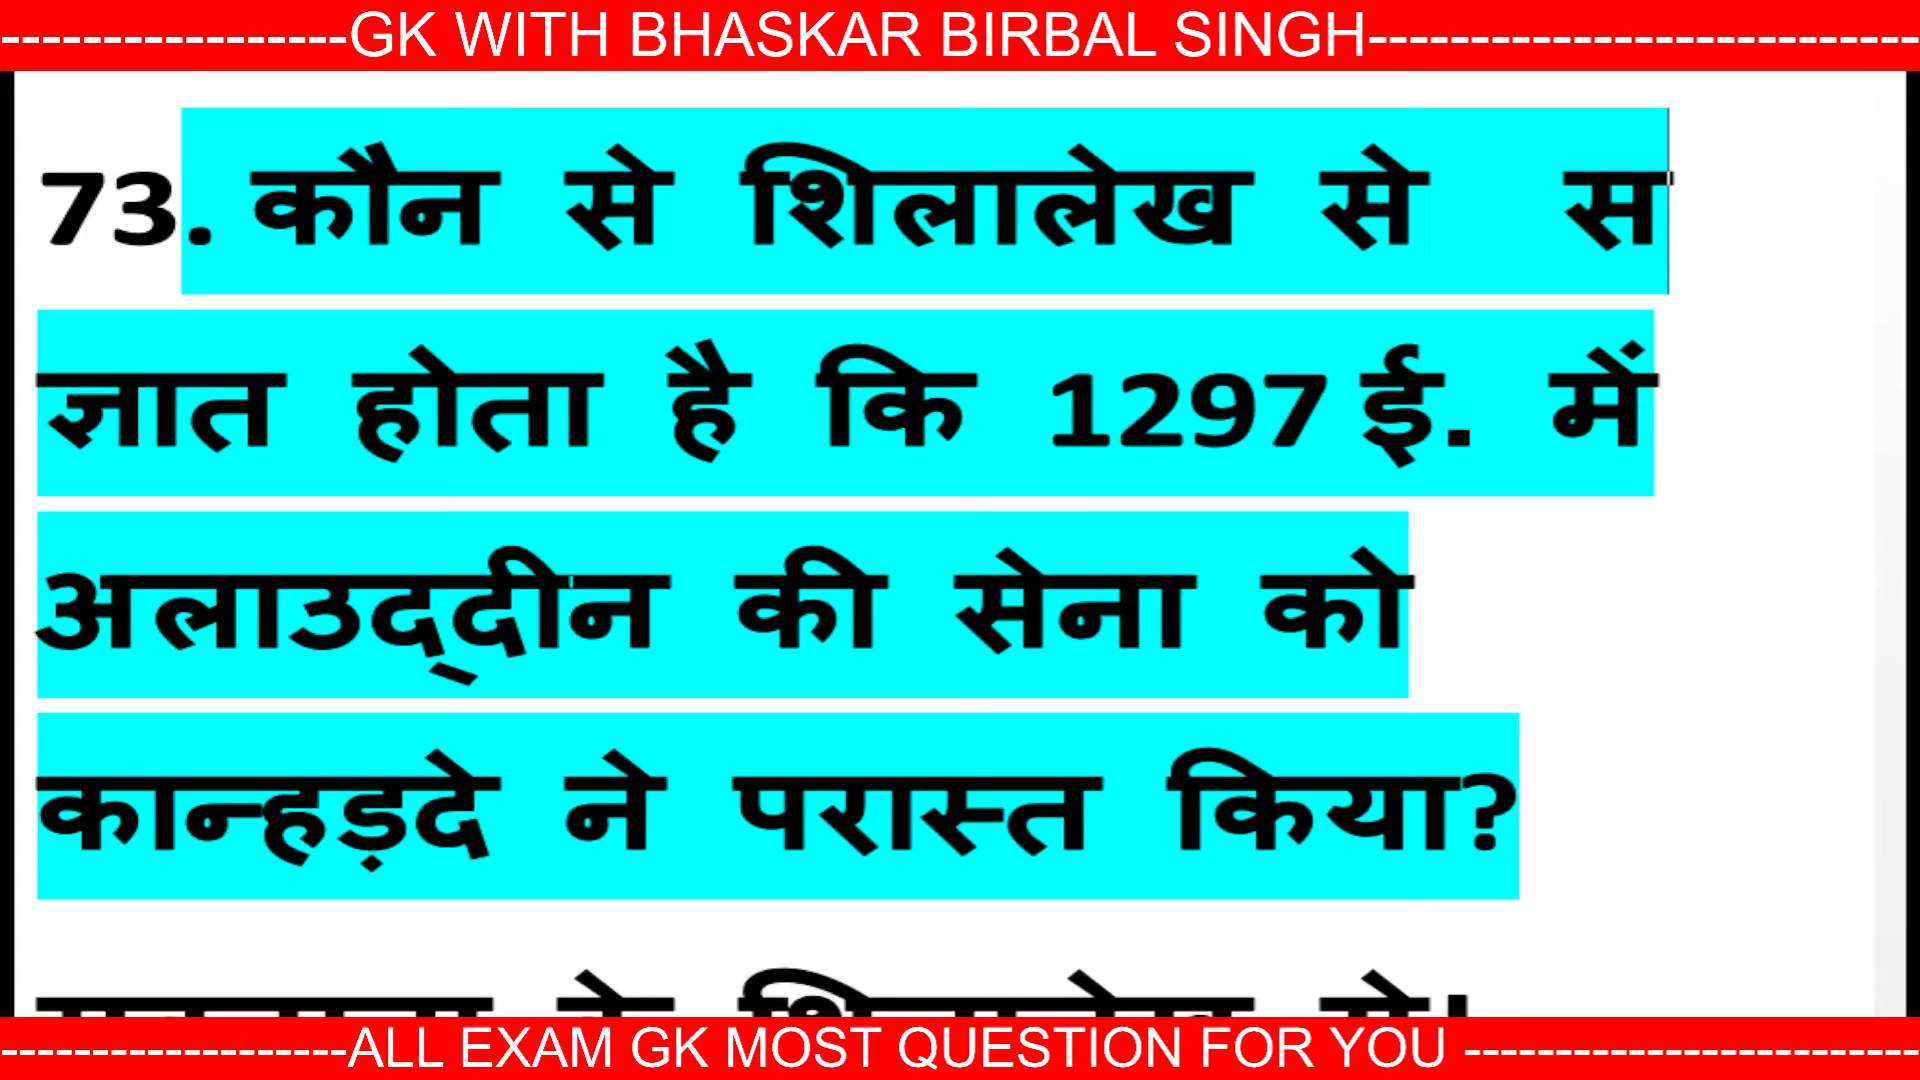 ------------------GK WITH BHASKAR BIRBAL SINGH----------------------------
73. कौन से शिलालेख से स
ज्ञात होता है कि 1297 ई. में
अलाउद्‌दीन की सेना को
कान्हड़दे ने परास्त किया?
के शिलालेख से।
------------------ALL EXAM GK MOST QUESTION FOR YOU ------------------------